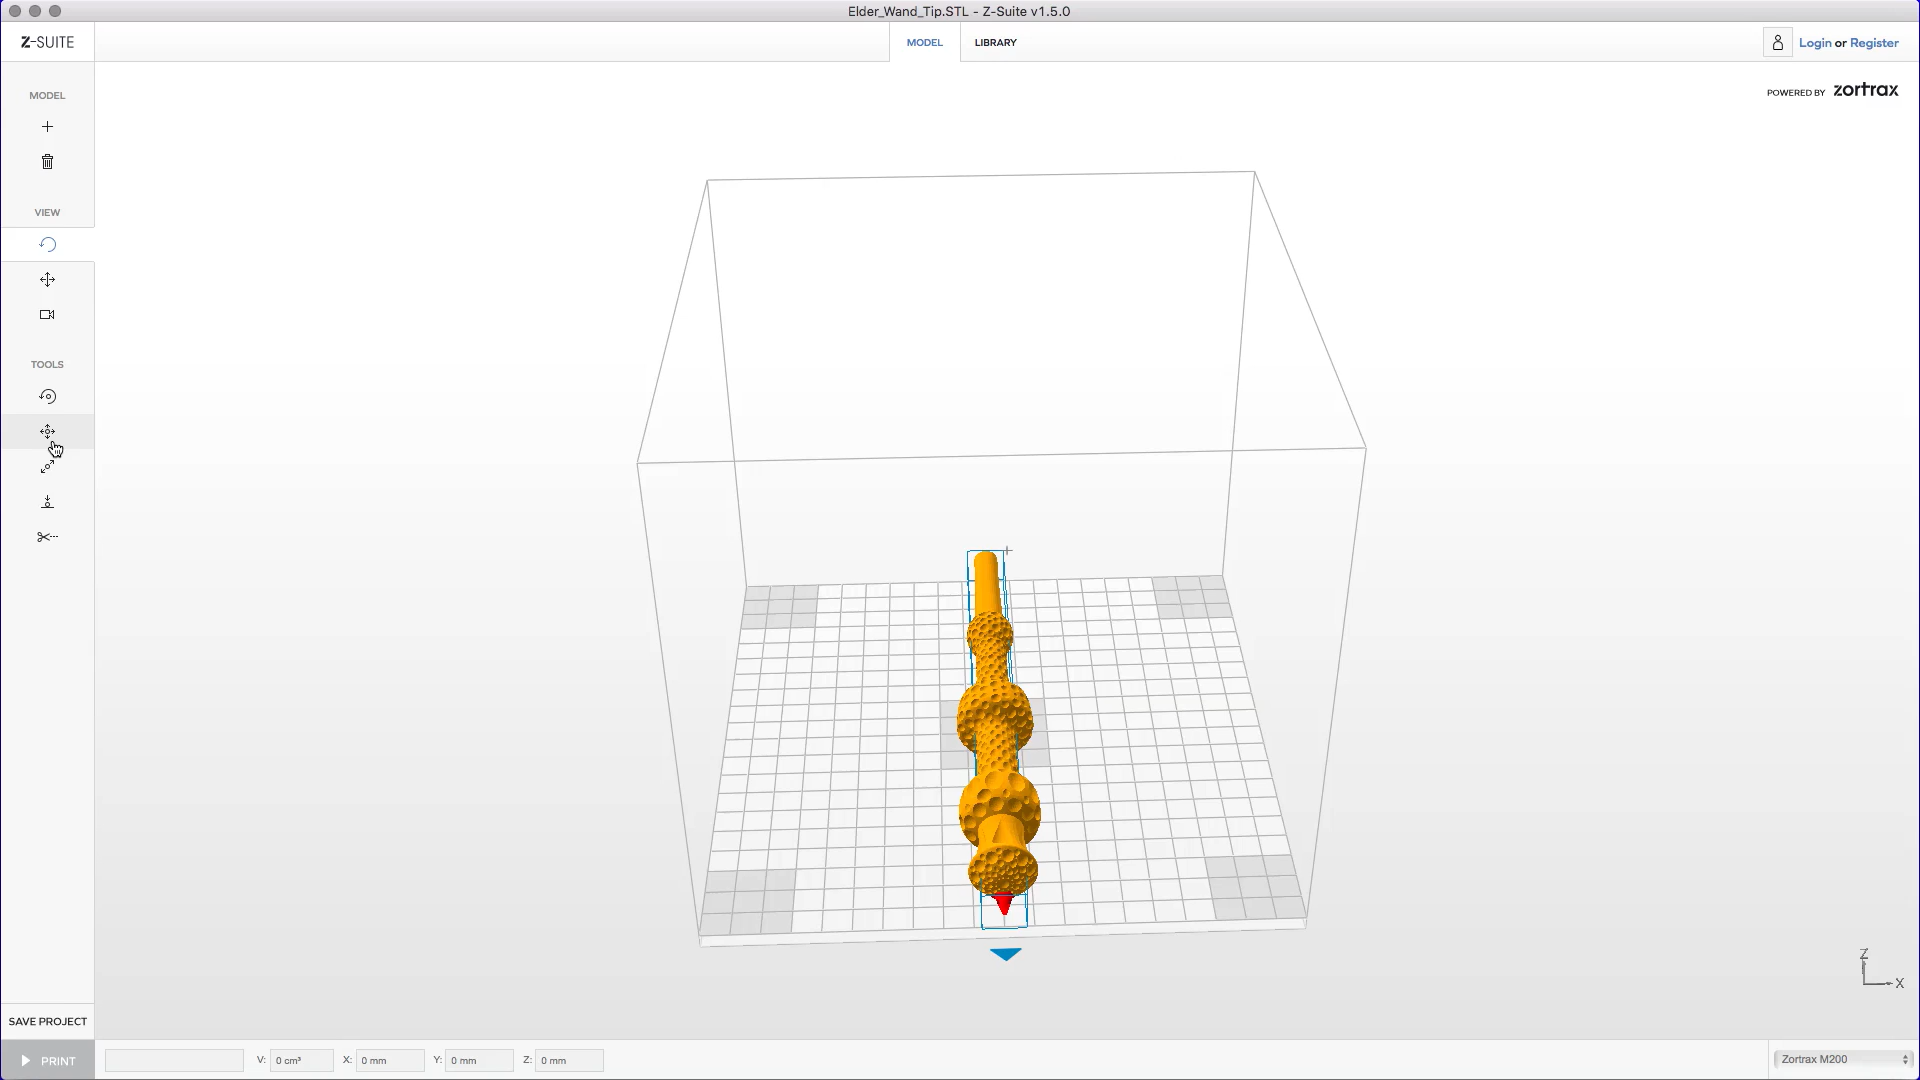 Elder_Wand_Tip.STL - Z-Suite v1.5.0
Z-SUITE
MODEL
LIBRARY
Login or Register
POWERED BY zortrax
MODEL
VIEW
TOOLS
Z
X
SAVE PROJECT
PRINT
V: 0 cm³ X: 0 mm Y: 0 mm Z: 0 mm
Zortrax M200